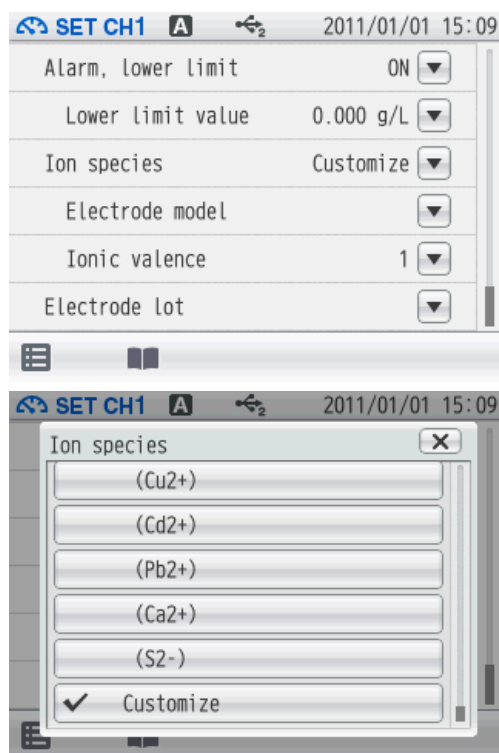 SET CH1 A 2 2011/01/01 15:09
Alarm, lower limit ON
Lower limit value 0.000 g/L
Ion species Customize
Electrode model
Ionic valence 1
Electrode lot
SET CH1 A 2 2011/01/01 15:09
Ion species
(Cu2+)
(Cd2+)
(Pb2+)
(Ca2+)
(S2-)
Customize